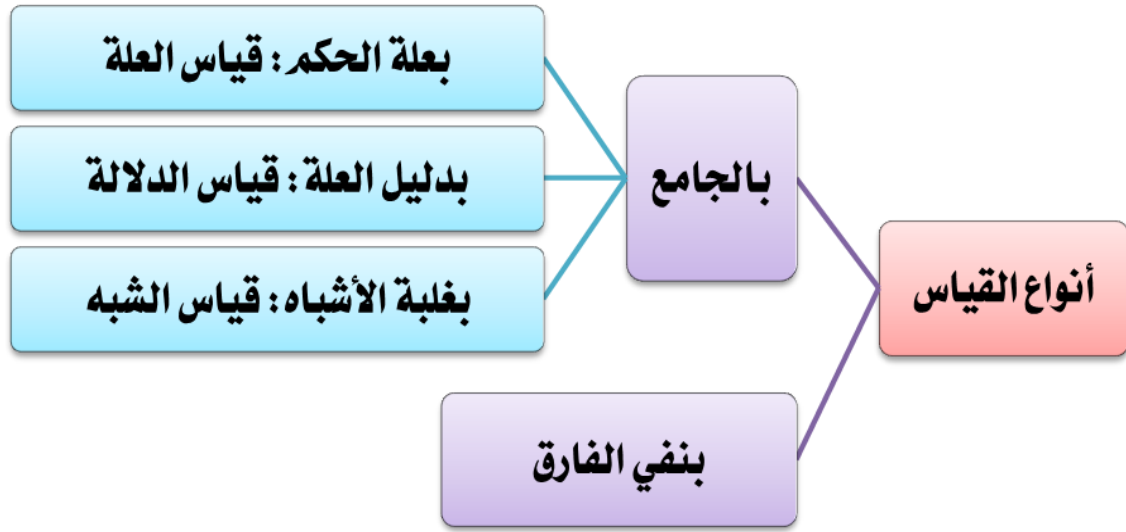 أنواع القياس
بالجامع
بعلة الحكم: قياس العلة
بدليل العلة: قياس الدلالة
بغلبة الأشباه: قياس الشبه
بنفي الفارق